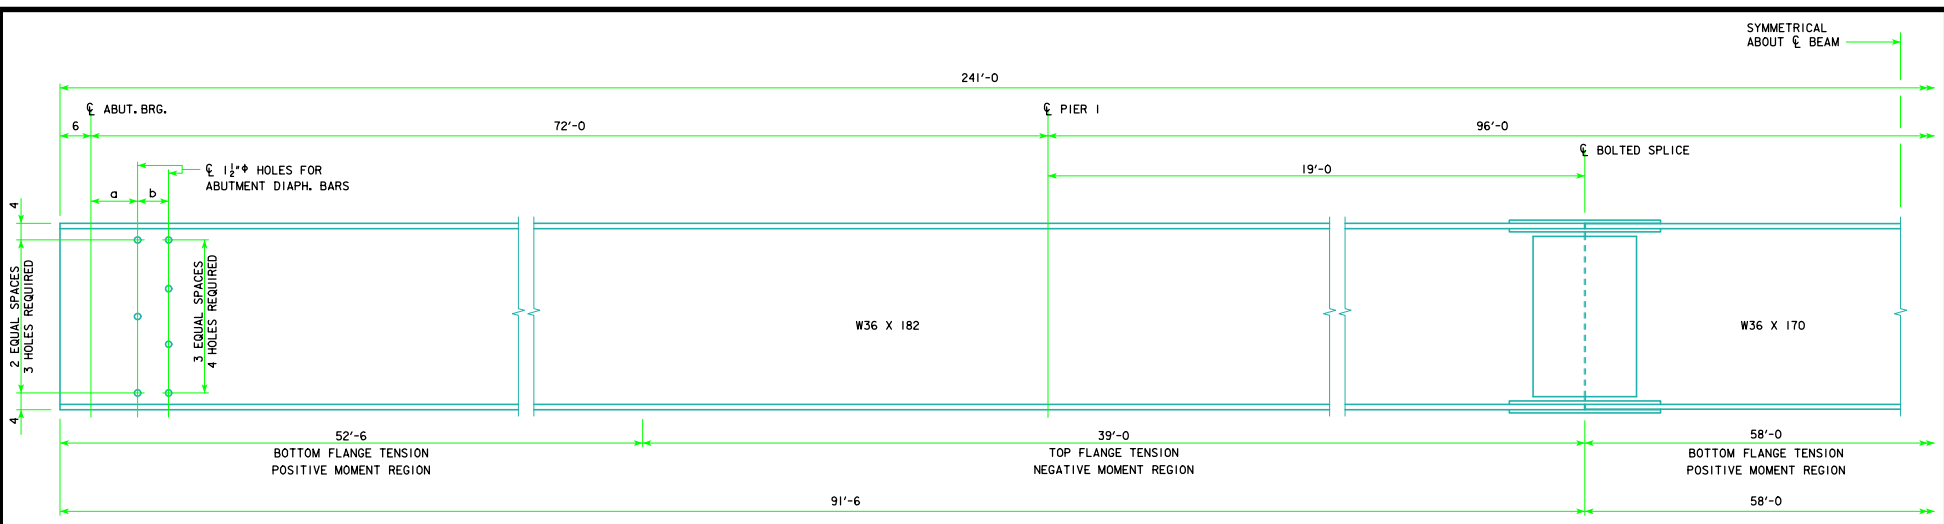 SYMMETRICAL
ABOUT ℄ BEAM
241'-0
℄ ABUT. BRG.
℄ PIER 1
6
72'-0
96'-0
℄ BOLTED SPLICE
℄ 1½"Φ HOLES FOR
ABUTMENT DIAPH. BARS
19'-0
a
b
4
2 EQUAL SPACES
3 HOLES REQUIRED
3 EQUAL SPACES
4 HOLES REQUIRED
W36 X 182
W36 X 170
4
52'-6
39'-0
58'-0
BOTTOM FLANGE TENSION
POSITIVE MOMENT REGION
TOP FLANGE TENSION
NEGATIVE MOMENT REGION
BOTTOM FLANGE TENSION
POSITIVE MOMENT REGION
91'-6
58'-0